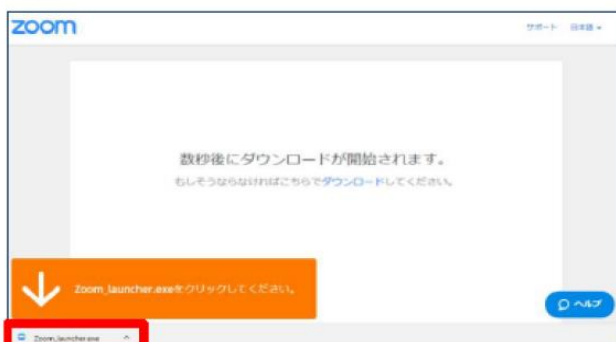 zoom
サポート 日本語
数秒後にダウンロードが開始されます。
もしそうならなければこちらでダウンロードしてください。
Zoom_launcher.exeをクリックしてください。
ヘルプ
Zoom_launcher.exe